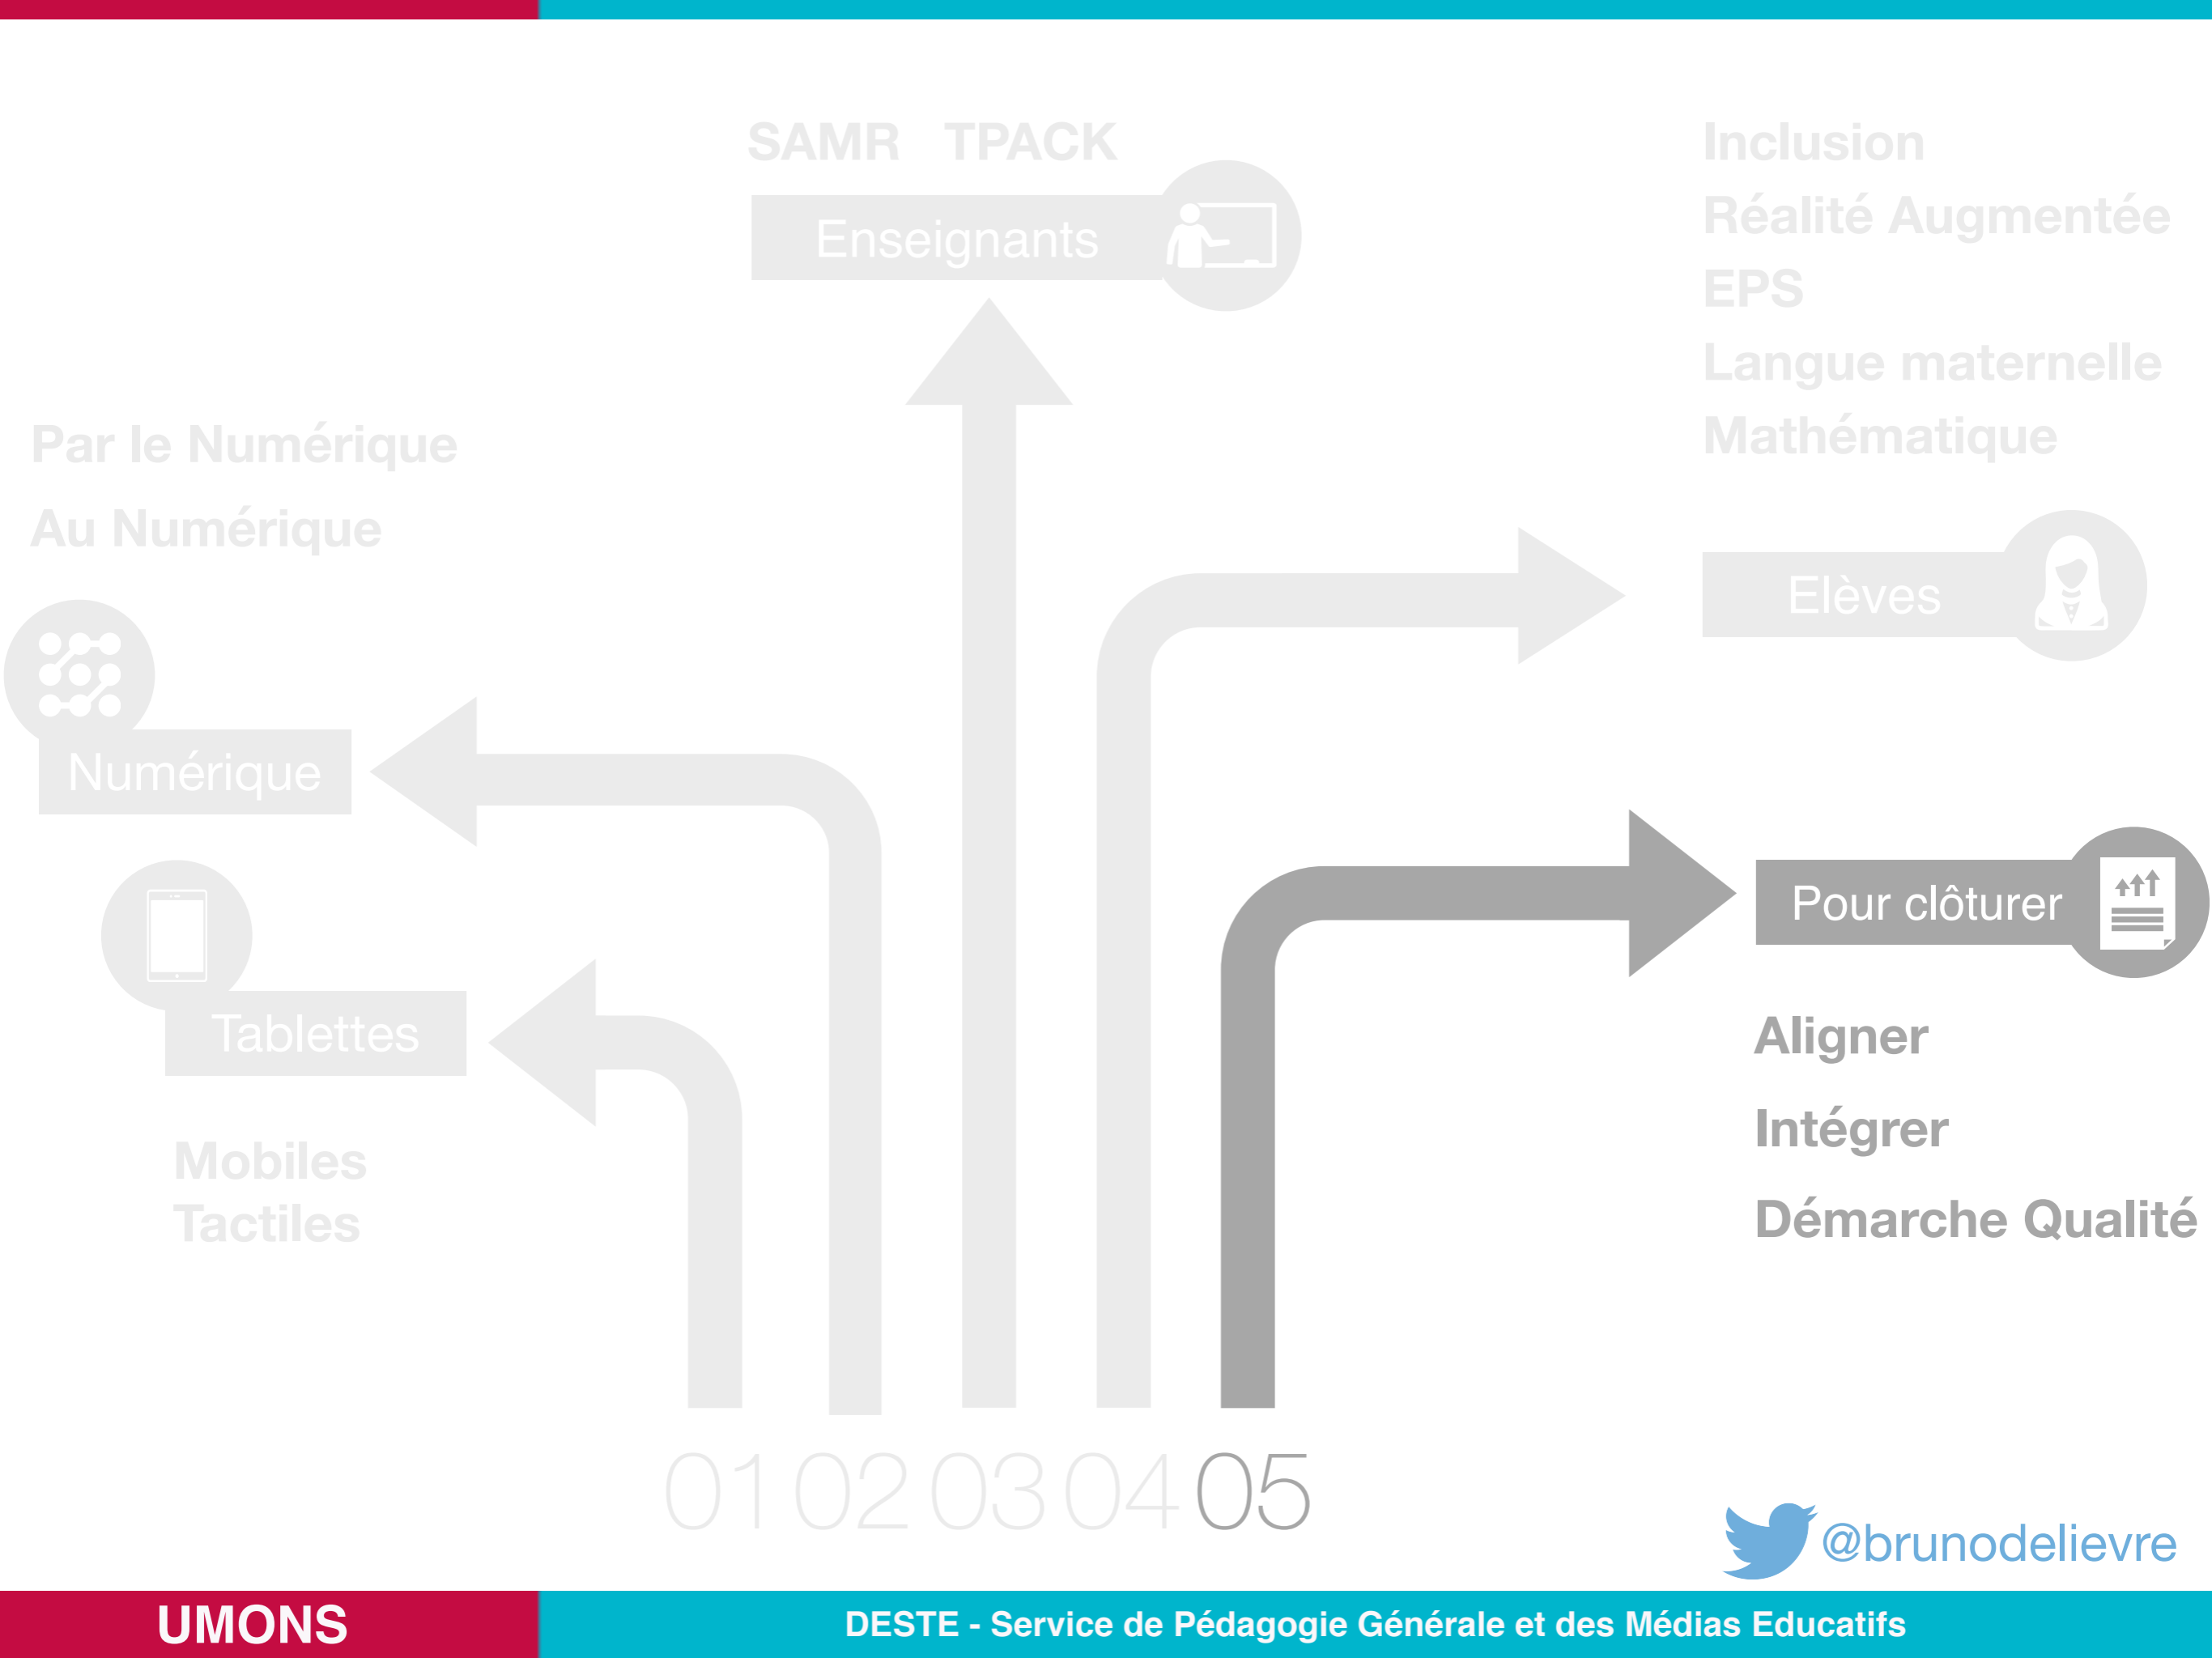 SAMR TPACK
Enseignants
Inclusion
Réalité Augmentée
EPS
Langue maternelle
Mathématique
Elèves
Par le Numérique
Au Numérique
Numérique
Tablettes
Mobiles
Tactiles
Pour clôturer
Aligner
Intégrer
Démarche Qualité
01 02 03 04 05
@brunodelievre
UMONS
DESTE - Service de Pédagogie Générale et des Médias Educatifs